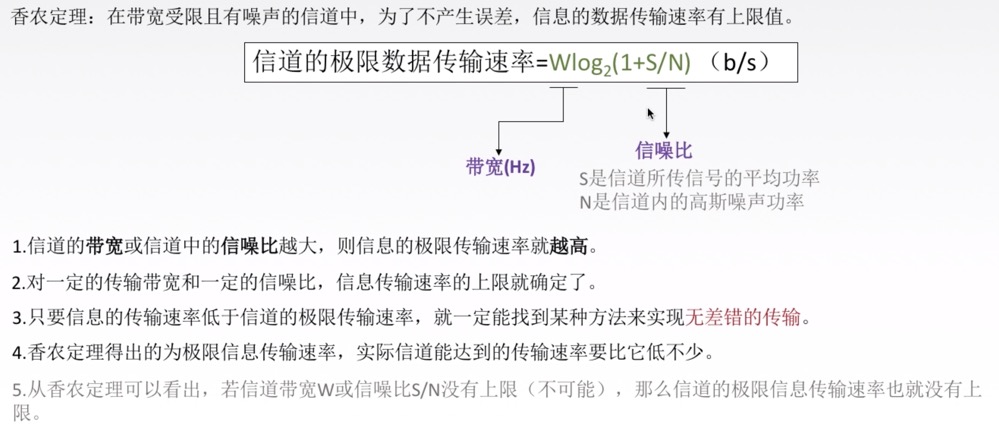 香农定理：在带宽受限且有噪声的信道中，为了不产生误差，信息的数据传输速率有上限值。
信道的极限数据传输速率=Wlog₂(1+S/N)（b/s）
带宽(Hz)
信噪比
S是信道所传信号的平均功率
N是信道内的高斯噪声功率
1.信道的带宽或信道中的信噪比越大，则信息的极限传输速率就越高。
2.对一定的传输带宽和一定的信噪比，信息传输速率的上限就确定了。
3.只要信息的传输速率低于信道的极限传输速率，就一定能找到某种方法来实现无差错的传输。
4.香农定理得出的为极限信息传输速率，实际信道能达到的传输速率要比它低不少。
5.从香农定理可以看出，若信道带宽W或信噪比S/N没有上限（不可能），那么信道的极限信息传输速率也就没有上
限。